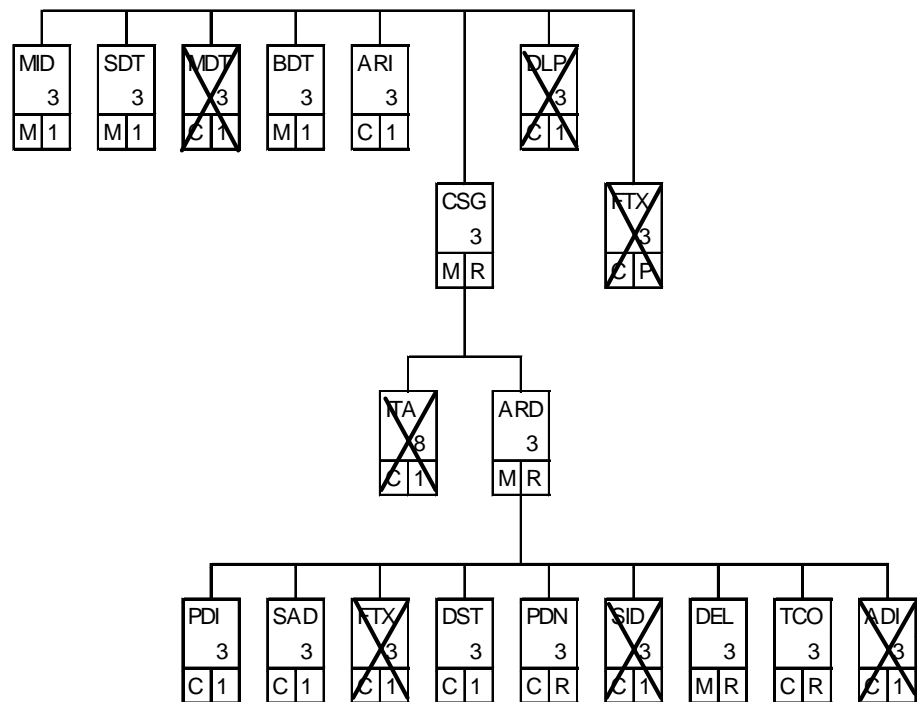 MID SDT MDT BDT ARI DLP
3 3 3 3 3 3
M 1 M 1 C 1 M 1 C 1 C 1
CSG FTX
3 3
M R C P
ITA ARD
8 3
C 1 M R
PDI SAD FTX DST PDN SID DEL TCO ADI
3 3 3 3 3 3 3 3 3
C 1 C 1 C 1 C 1 C R C 1 M R C R C 1